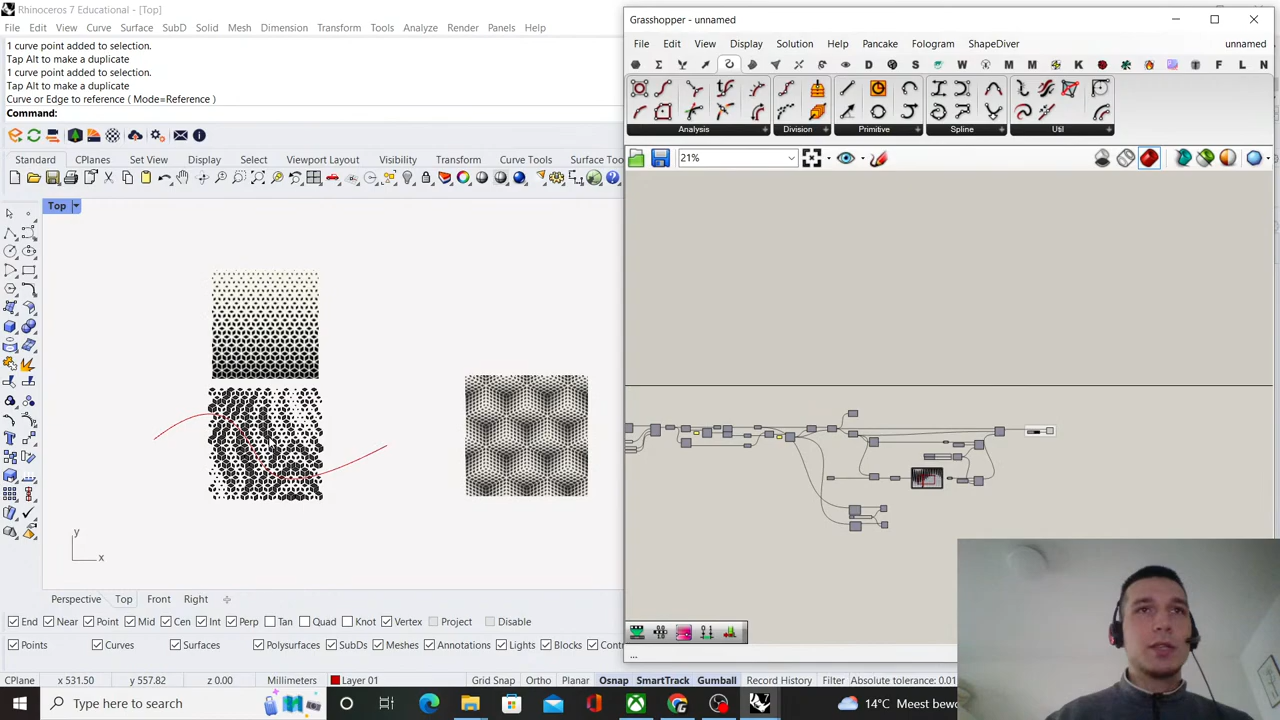 Rhinoceros 7 Educational - [Top]
File Edit View Curve Surface SubD Solid Mesh Dimension Transform Tools Analyze Render Panels Help
1 curve point added to selection.
Tap Alt to make a duplicate
1 curve point added to selection.
Tap Alt to make a duplicate
Curve or Edge to reference ( Mode=Reference )
Command:
Standard CPlanes Set View Display Select Viewport Layout Visibility Transform Curve Tools Surface Too
Top
y
x
Perspective Top Front Right
End Near Point Mid Cen Int Perp Tan Quad Knot Vertex Project Disable
Points Curves Surfaces Polysurfaces SubDs Meshes Annotations Lights Blocks Contr
CPlane x 531.50 y 557.82 z 0.00 Millimeters Layer 01 Grid Snap Ortho Planar Osnap SmartTrack Gumball Record History Filter Absolute tolerance: 0.01
Grasshopper - unnamed
File Edit View Display Solution Help Pancake Fologram ShapeDiver unnamed
Σ D S W M M K T F L N
Analysis Division Primitive Spline Util
21%
...
Type here to search
14°C Meest bewo